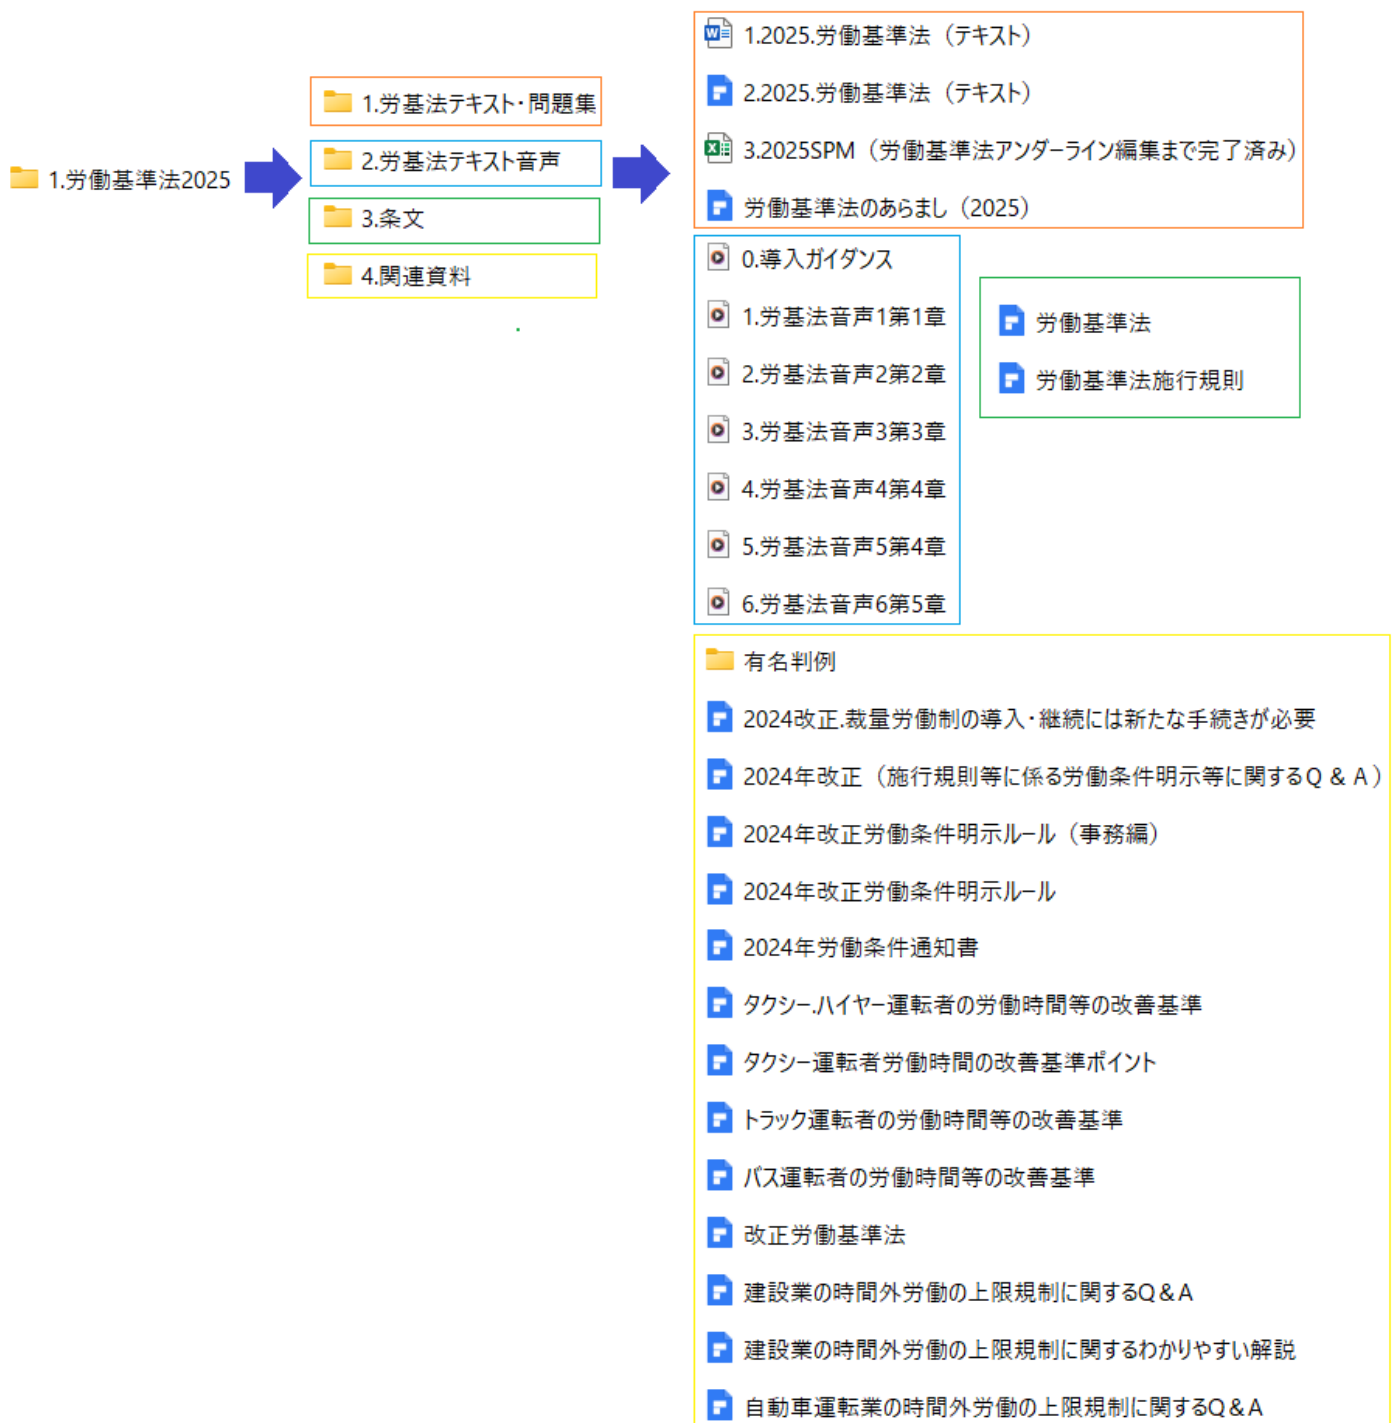 1.労働基準法2025
1.労基法テキスト・問題集
2.労基法テキスト音声
3.条文
4.関連資料
1.2025.労働基準法（テキスト）
2.2025.労働基準法（テキスト）
3.2025SPM（労働基準法アンダーライン編集まで完了済み）
労働基準法のあらまし（2025）
0.導入ガイダンス
1.労基法音声1第1章
2.労基法音声2第2章
3.労基法音声3第3章
4.労基法音声4第4章
5.労基法音声5第4章
6.労基法音声6第5章
労働基準法
労働基準法施行規則
有名判例
2024改正.裁量労働制の導入・継続には新たな手続きが必要
2024年改正（施行規則等に係る労働条件明示等に関するQ & A）
2024年改正労働条件明示ルール（事務編）
2024年改正労働条件明示ルール
2024年労働条件通知書
タクシー.ハイヤー運転者の労働時間等の改善基準
タクシー運転者労働時間の改善基準ポイント
トラック運転者の労働時間等の改善基準
バス運転者の労働時間等の改善基準
改正労働基準法
建設業の時間外労働の上限規制に関するQ&A
建設業の時間外労働の上限規制に関するわかりやすい解説
自動車運転業の時間外労働の上限規制に関するQ&A